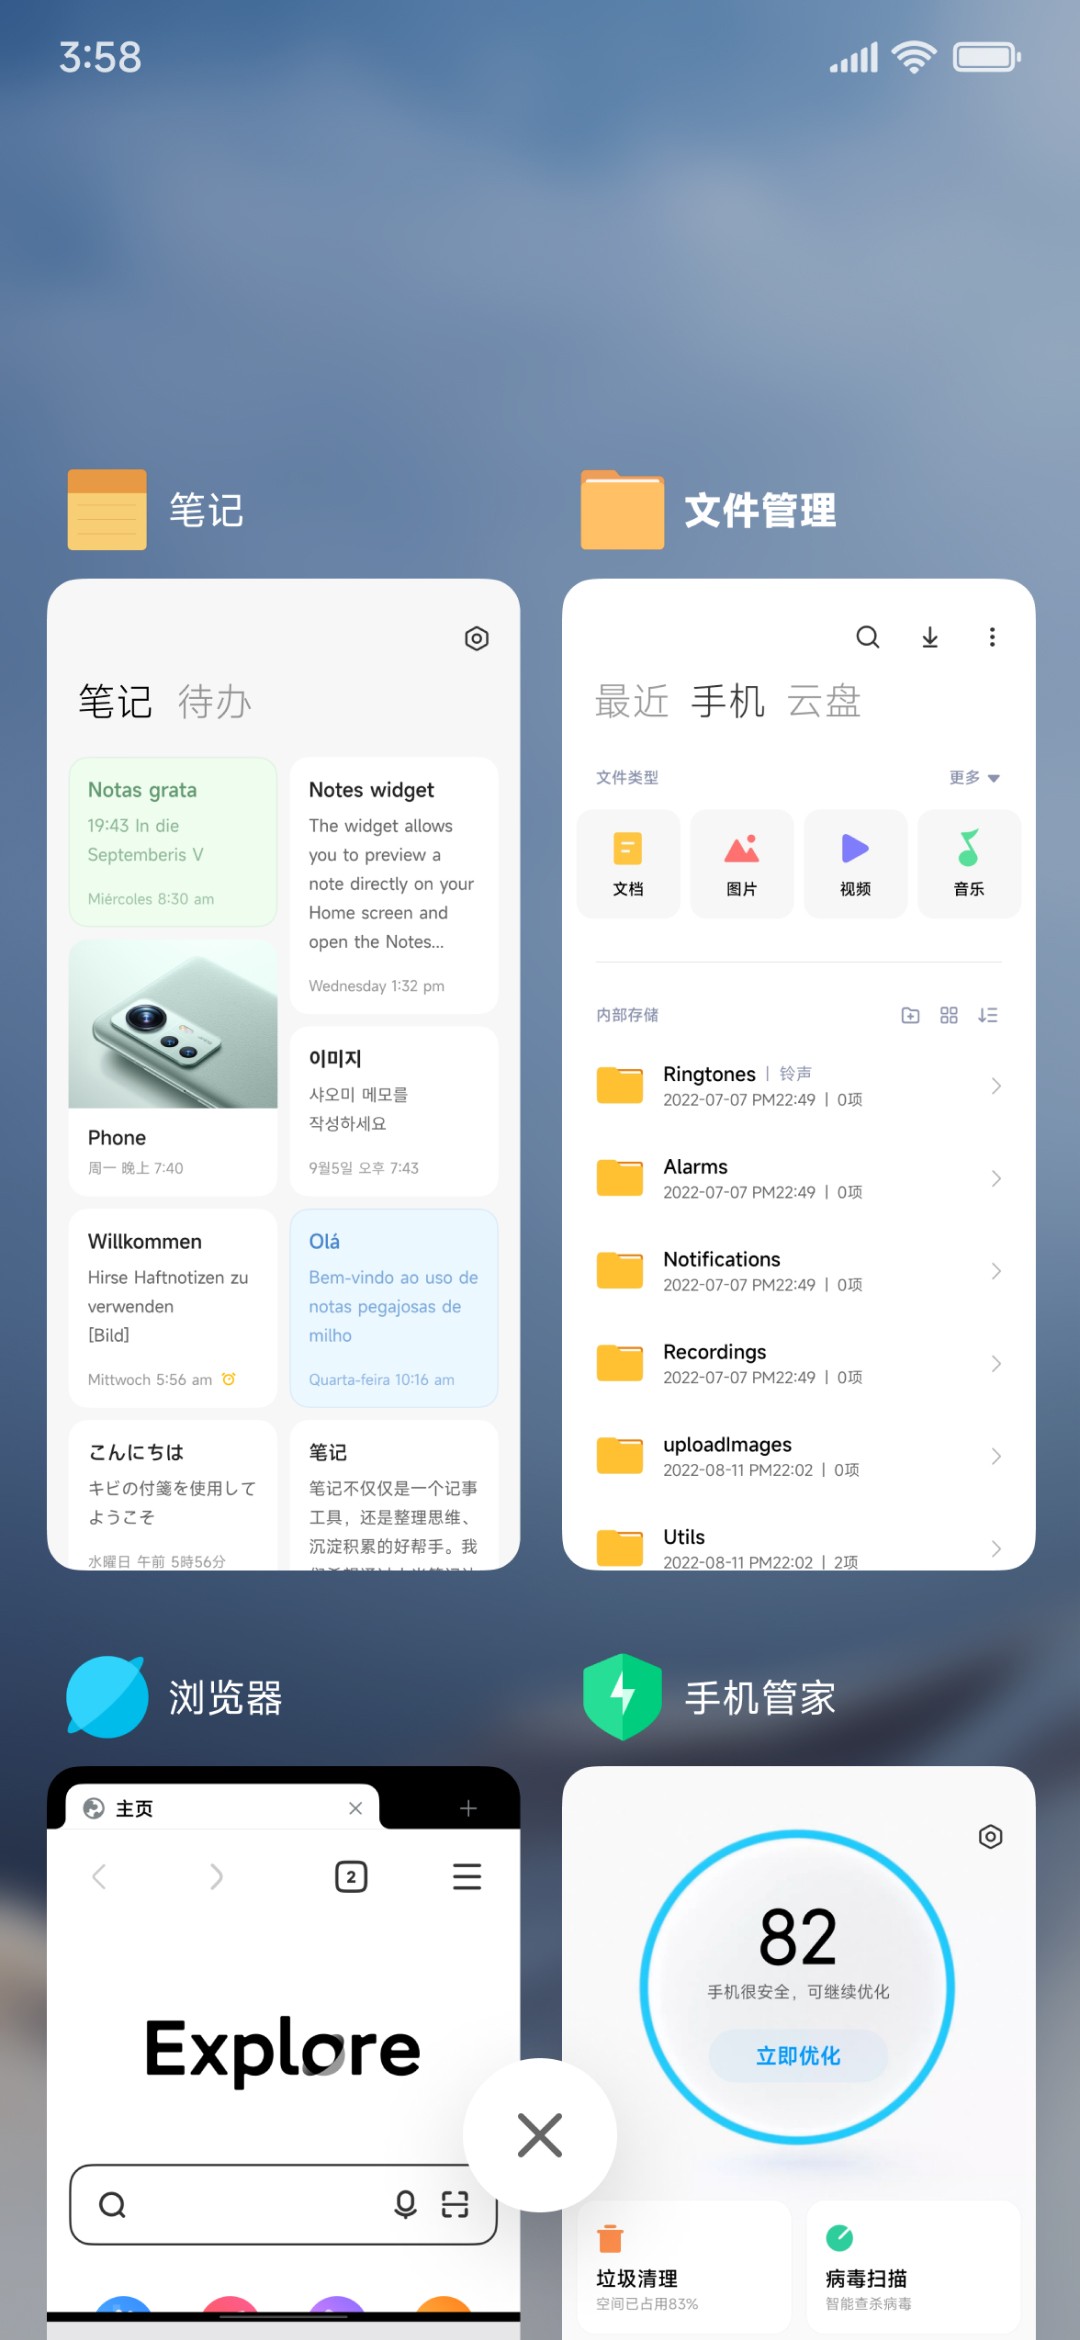 3:58
笔记
文件管理
笔记 待办
Notas grata
19:43 In die
Septemberis V
Miércoles 8:30 am
Phone
周一 晚上 7:40
Willkommen
Hirse Haftnotizen zu
verwenden
[Bild]
Mittwoch 5:56 am
こんにちは
キビの付箋を使用して
ようこそ
水曜日 午前 5時56分
Notes widget
The widget allows
you to preview a
note directly on your
Home screen and
open the Notes...
Wednesday 1:32 pm
이미지
샤오미 메모를
작성하세요
9월5일 오후 7:43
Olá
Bem-vindo ao uso de
notas pegajosas de
milho
Quarta-feira 10:16 am
笔记
笔记不仅仅是一个记事
工具，还是整理思维、
沉淀积累的好帮手。我
最近 手机 云盘
文件类型 更多
文档 图片 视频 音乐
内部存储
Ringtones | 铃声
2022-07-07 PM22:49 | 0项
Alarms
2022-07-07 PM22:49 | 0项
Notifications
2022-07-07 PM22:49 | 0项
Recordings
2022-07-07 PM22:49 | 0项
uploadImages
2022-08-11 PM22:02 | 0项
Utils
2022-08-11 PM22:02 | 2项
浏览器
手机管家
主页
2
Explore
82
手机很安全，可继续优化
立即优化
垃圾清理
空间已占用83%
病毒扫描
智能查杀病毒